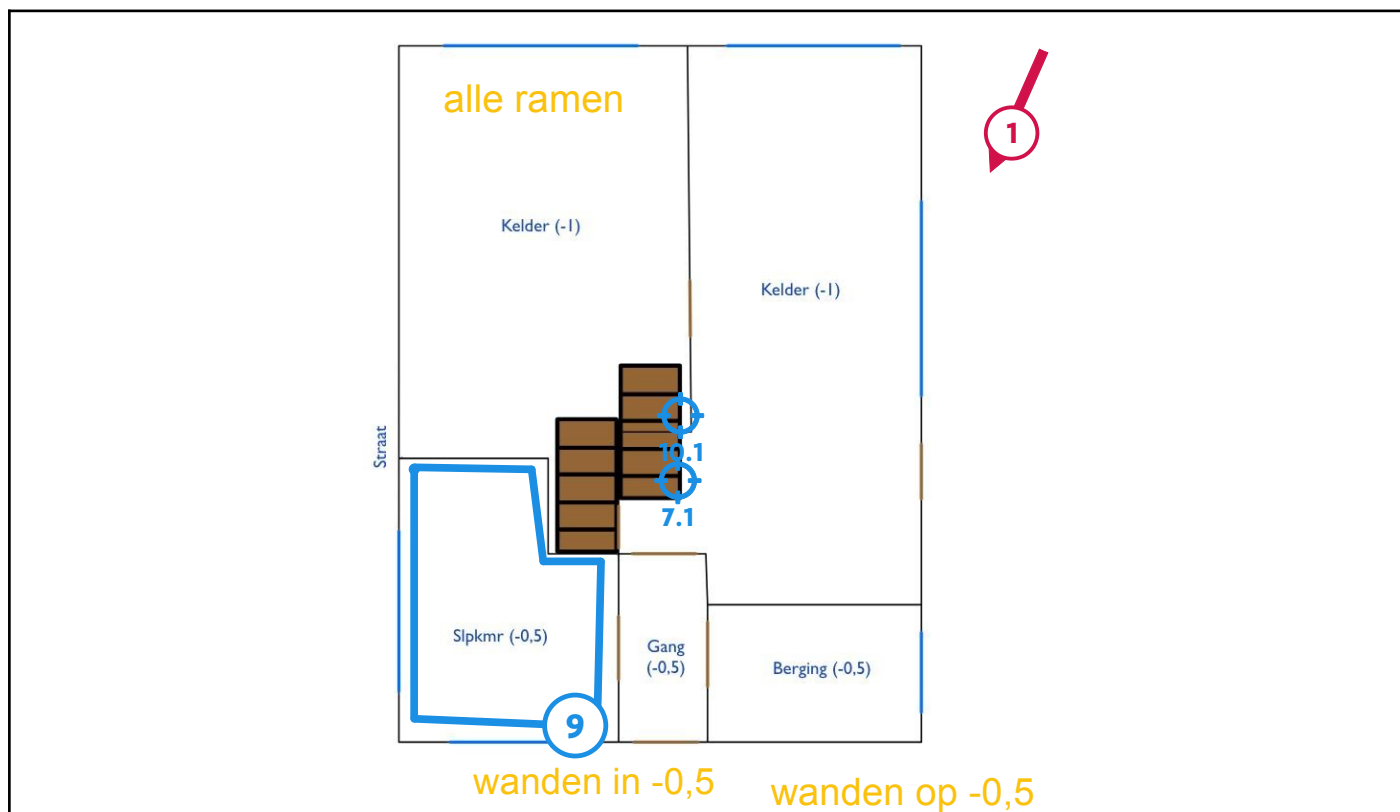 alle ramen
1
Kelder (-1)
Kelder (-1)
Straat
10.1
7.1
Slpkmr (-0,5)
Gang
(-0,5)
Berging (-0,5)
9
wanden in -0,5
wanden op -0,5